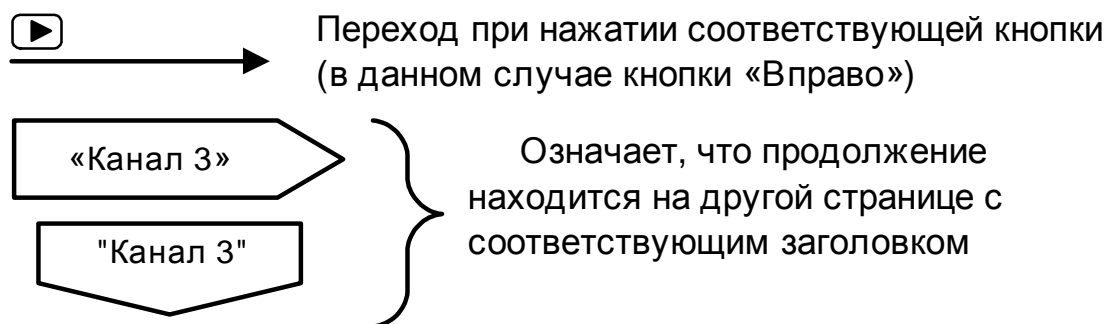 Переход при нажатии соответствующей кнопки
(в данном случае кнопки «Вправо»)
«Канал 3»
"Канал 3"
Означает, что продолжение
находится на другой странице с
соответствующим заголовком